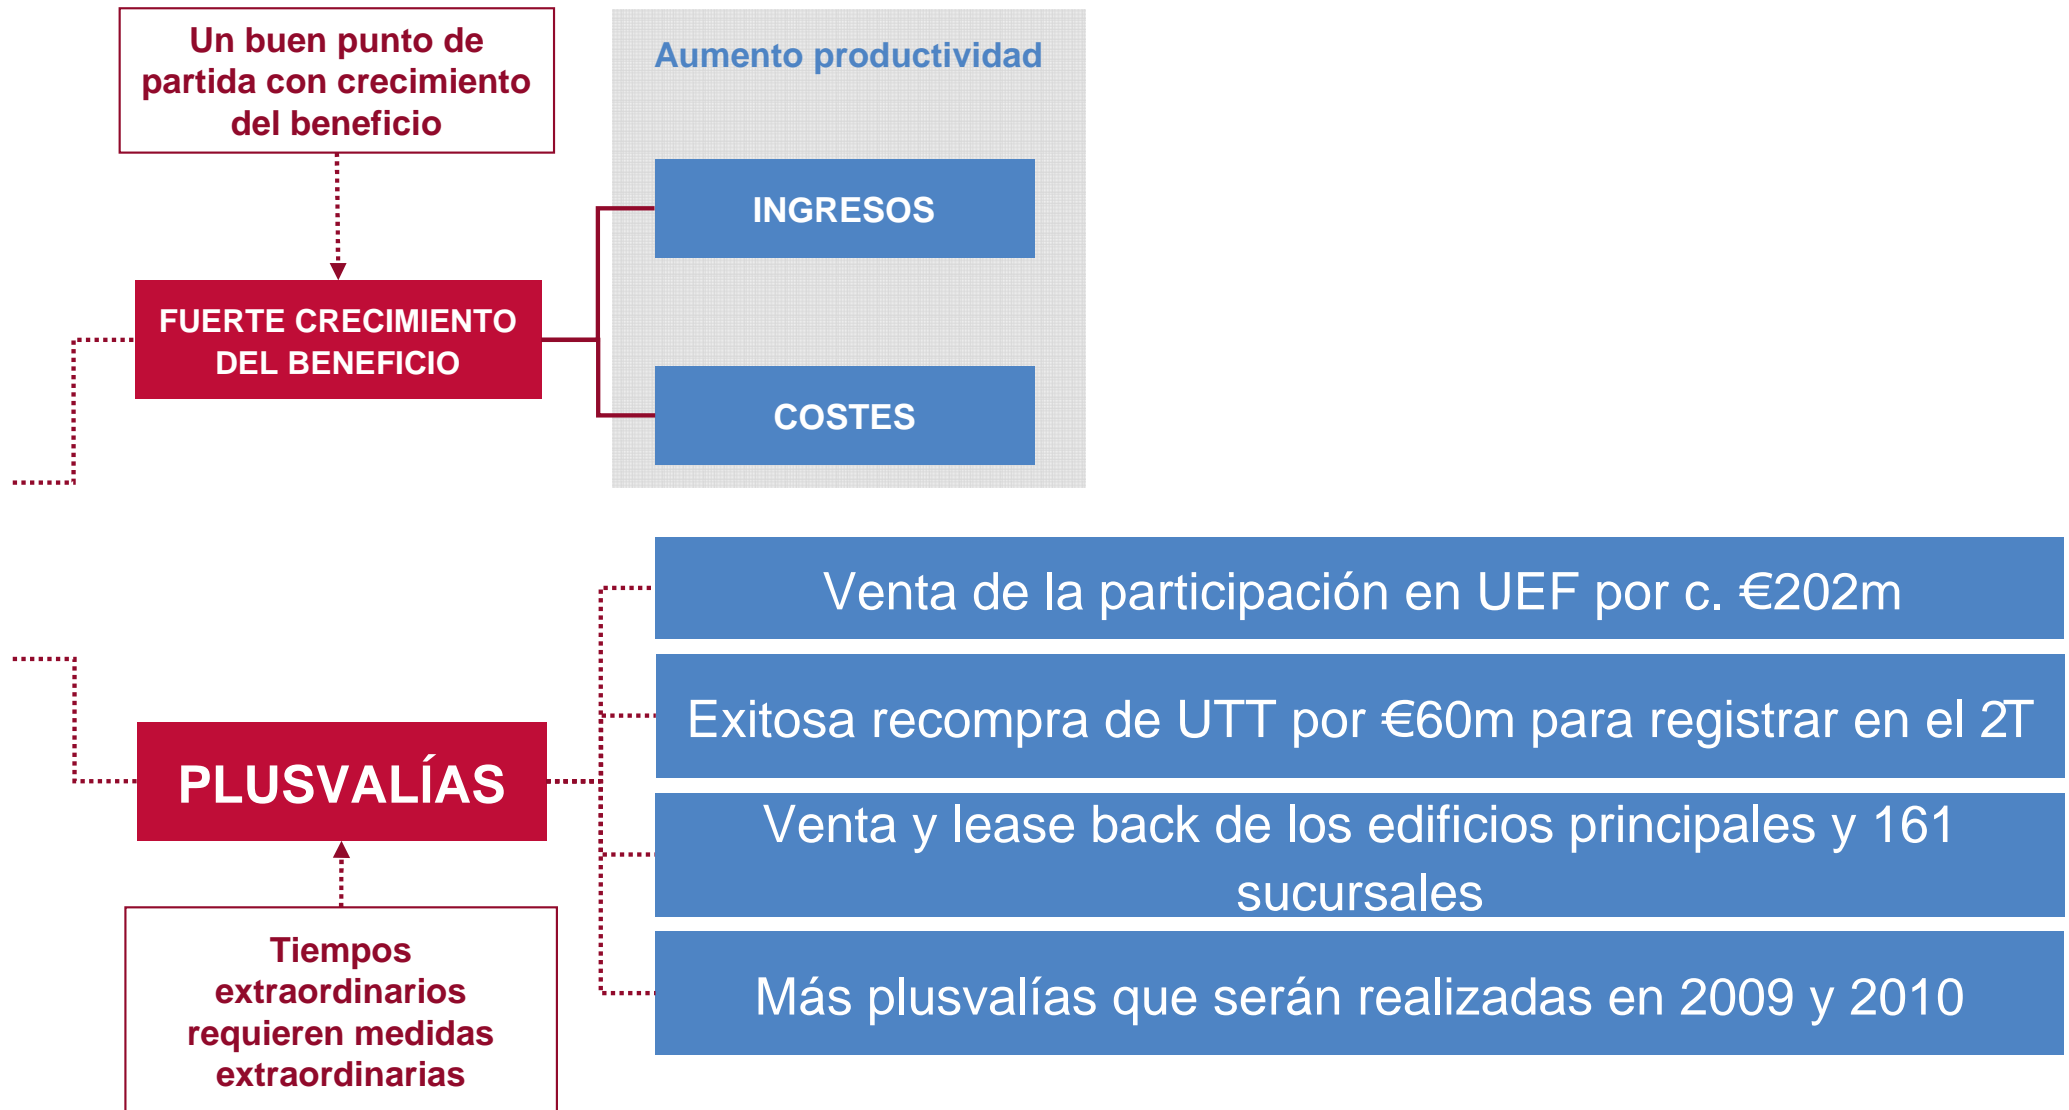 Un buen punto de
partida con crecimiento
del beneficio
Aumento productividad
INGRESOS
FUERTE CRECIMIENTO
DEL BENEFICIO
COSTES
Venta de la participación en UEF por c. €202m
Exitosa recompra de UTT por €60m para registrar en el 2T
PLUSVALÍAS
Venta y lease back de los edificios principales y 161
sucursales
Más plusvalías que serán realizadas en 2009 y 2010
Tiempos
extraordinarios
requieren medidas
extraordinarias